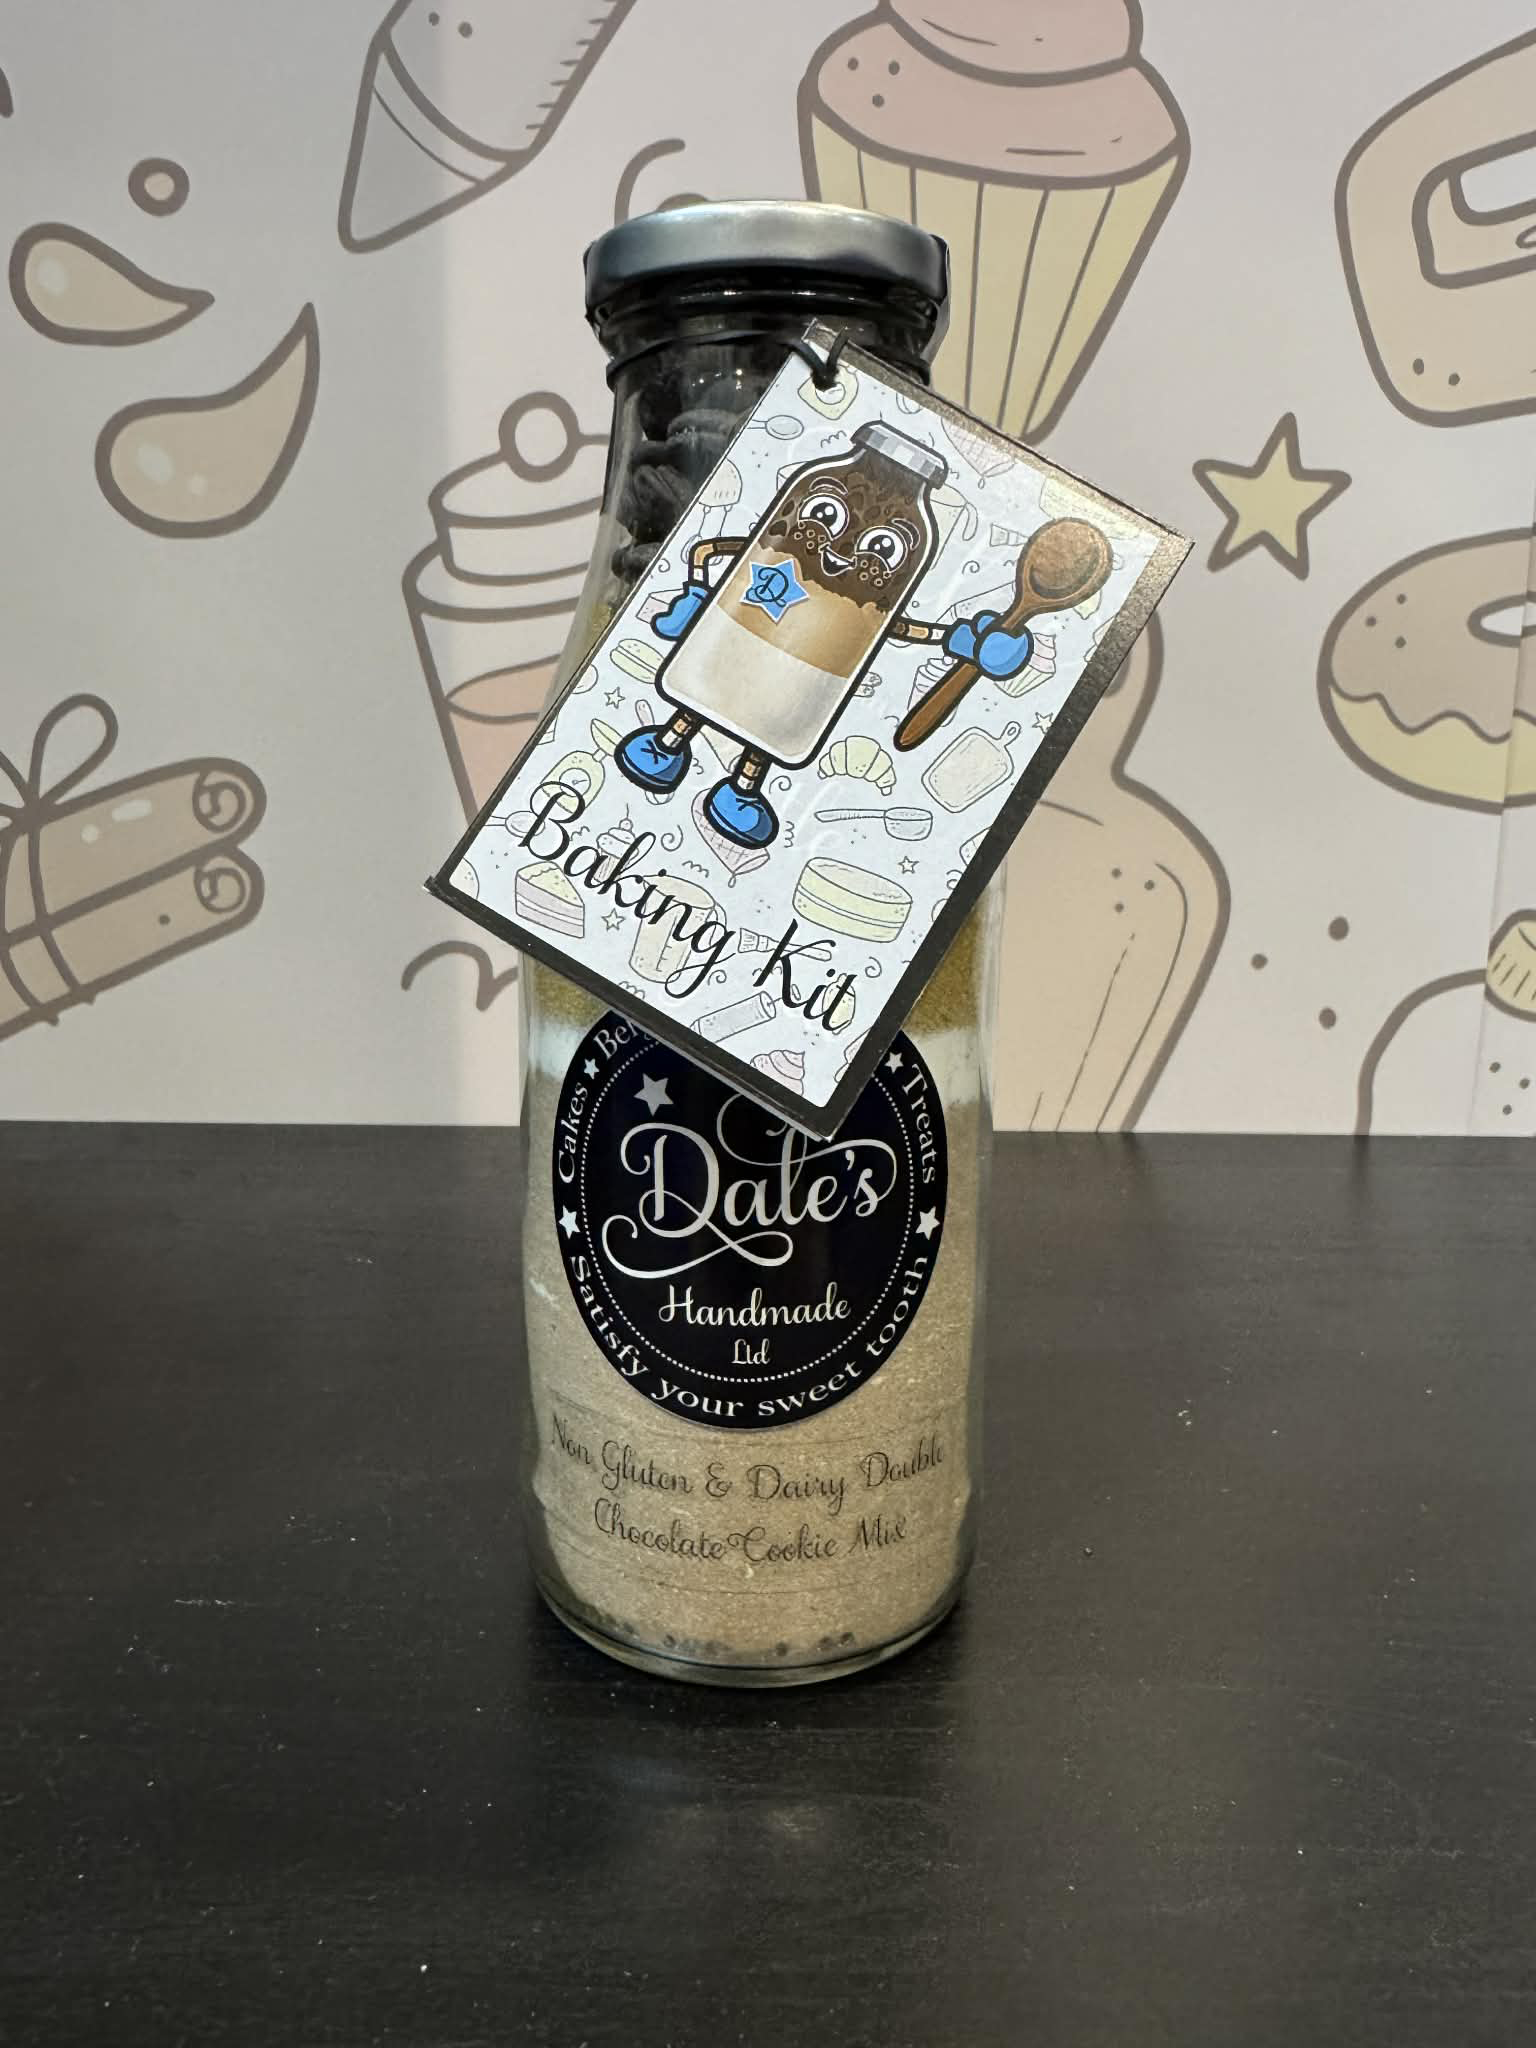 D
Baking Kit
Cakes
Treats
Dale's
Handmade
Ltd
Satisfy your sweet tooth
Non Gluten & Dairy Double
Chocolate Cookie Mix